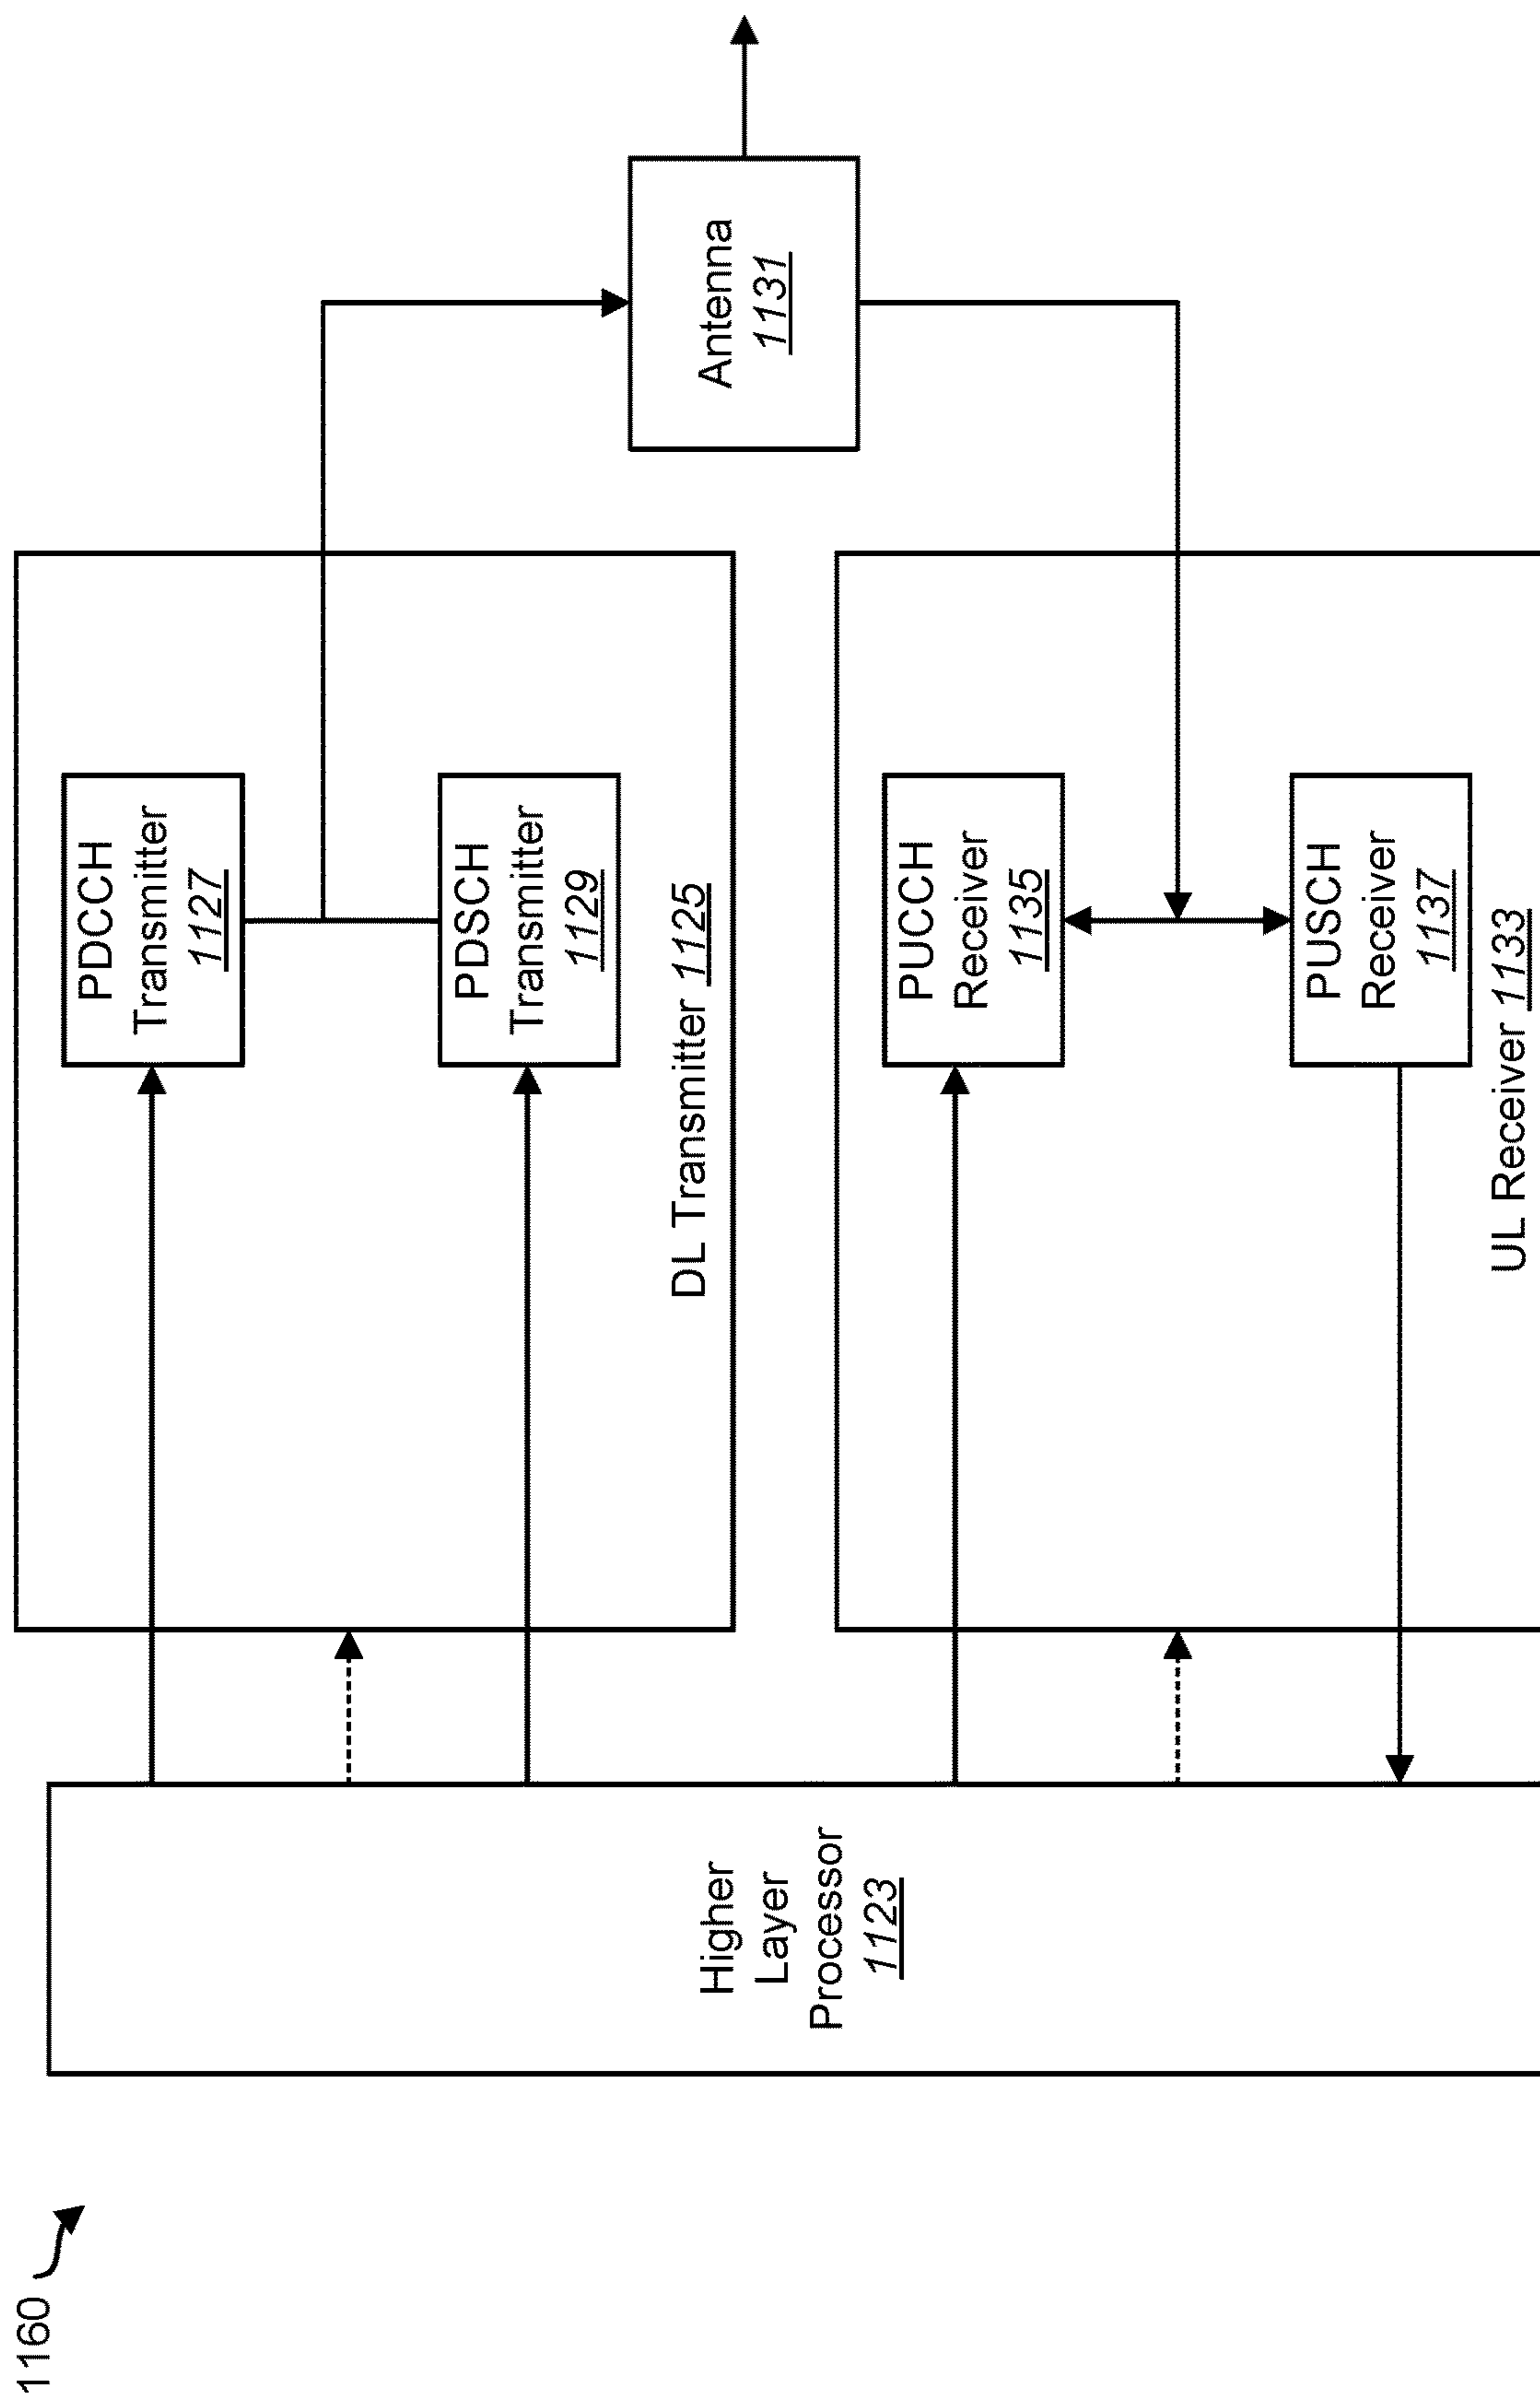 1160
Higher
Layer
Processor
1123
PDCCH
Transmitter
1127
PDSCH
Transmitter
1129
DL Transmitter 1125
PUCCH
Receiver
1135
PUSCH
Receiver
1137
UL Receiver 1133
Antenna
1131